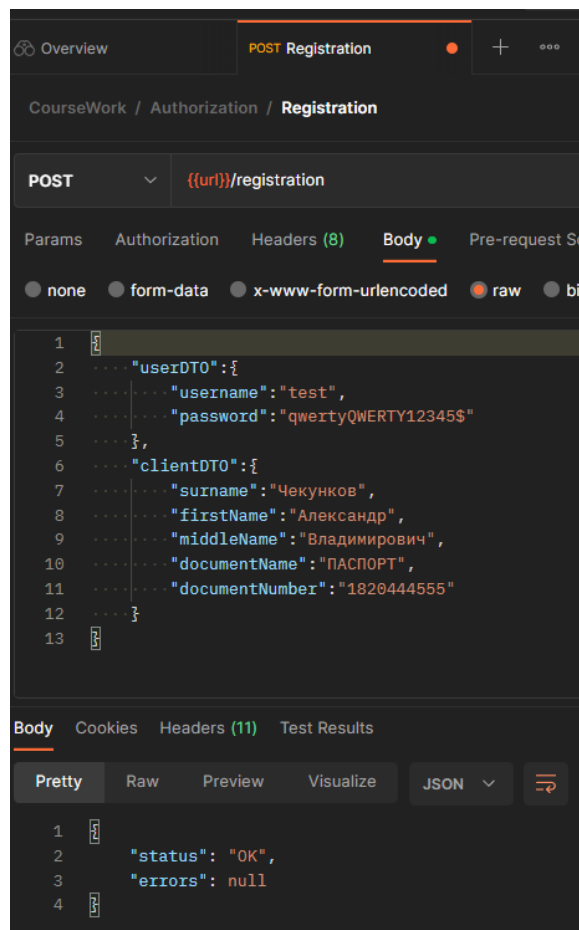 Overview POST Registration
CourseWork / Authorization / Registration
POST {{url}}/registration
Params Authorization Headers (8) Body Pre-request Sc
none form-data x-www-form-urlencoded raw bi
1 {
2 "userDTO":{
3 "username":"test",
4 "password":"qwertyQWERTY12345$"
5 },
6 "clientDTO":{
7 "surname":"Чекунков",
8 "firstName":"Александр",
9 "middleName":"Владимирович",
10 "documentName":"ПАСПОРТ",
11 "documentNumber":"1820444555"
12 }
13 }
Body Cookies Headers (11) Test Results
Pretty Raw Preview Visualize JSON
1 {
2 "status": "OK",
3 "errors": null
4 }